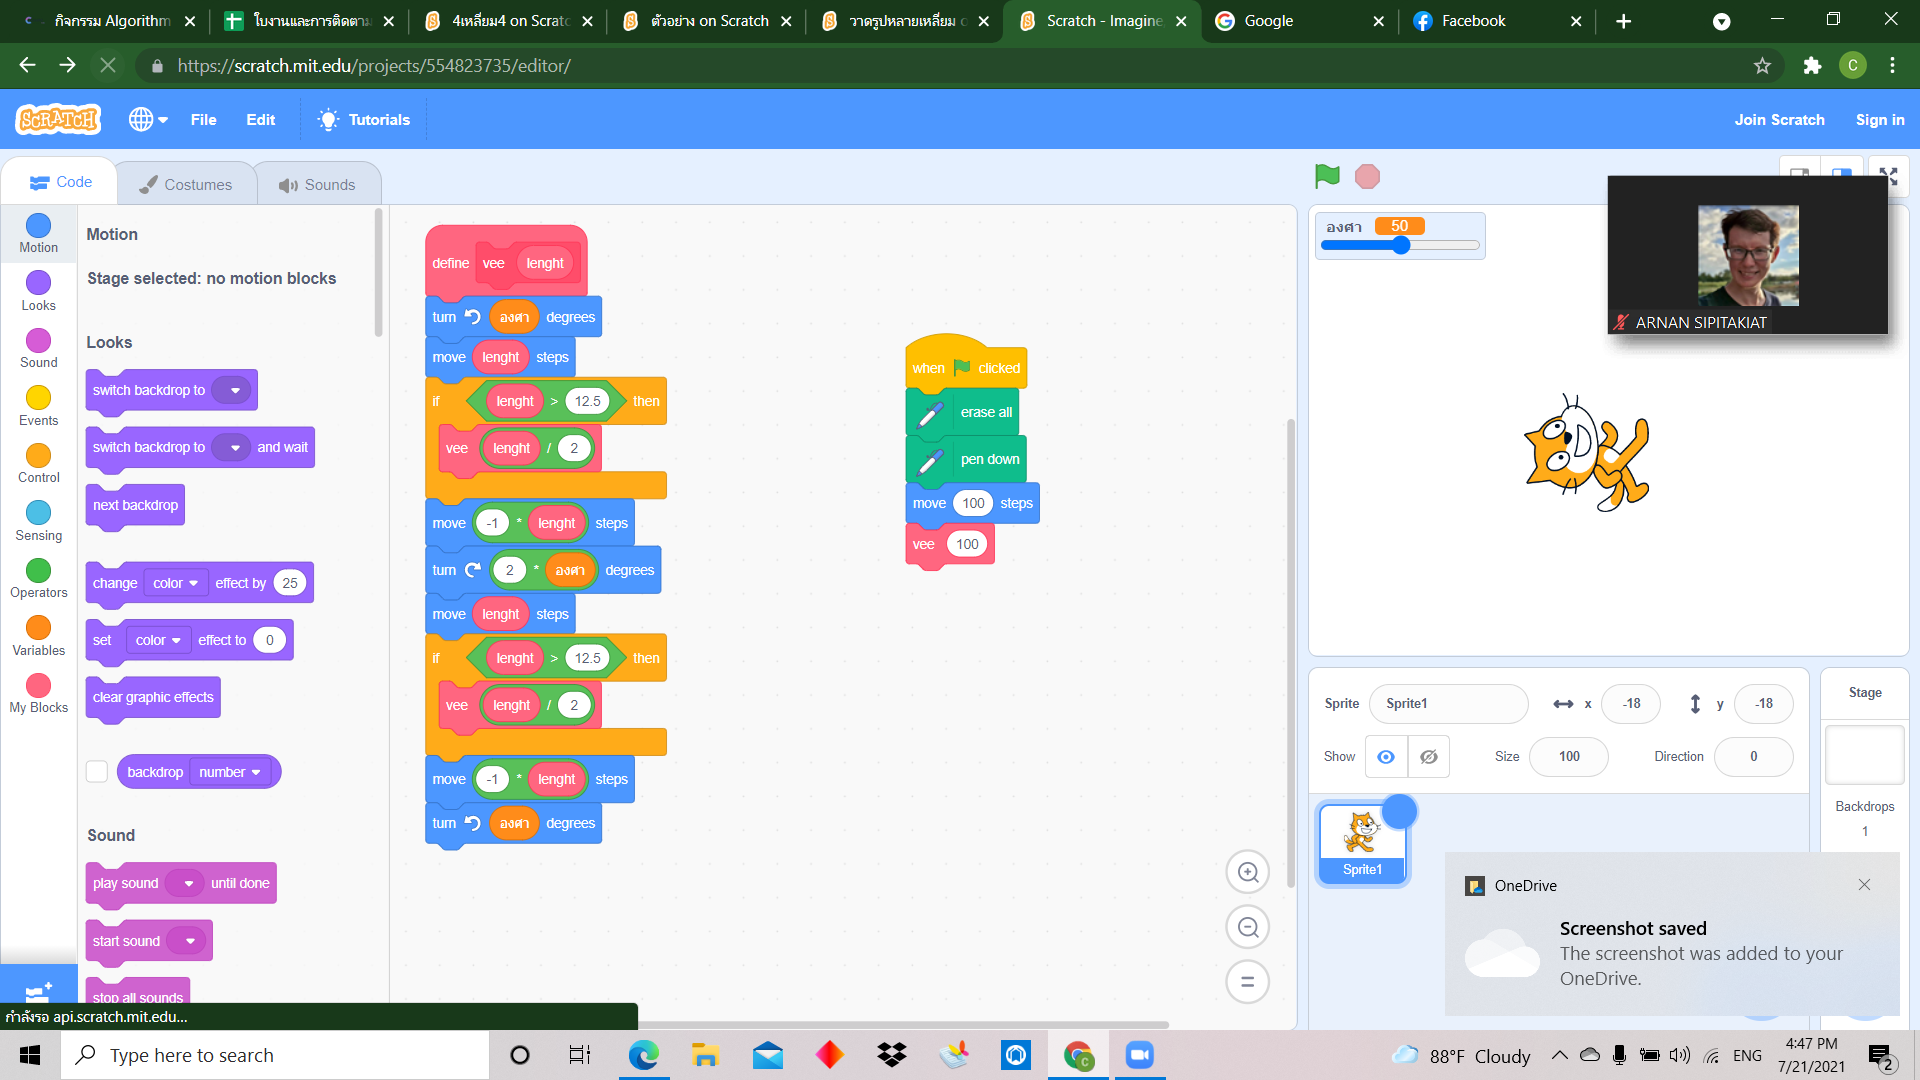 กิจกรรม Algorithm
ใบงานและการติดตาม
4เหลี่ยม4 on Scratc
ตัวอย่าง on Scratch
วาดรูปหลายเหลี่ยม o
Scratch - Imagine,
Google
Facebook
https://scratch.mit.edu/projects/554823735/editor/
C
SCRATCH
File
Edit
Tutorials
Join Scratch
Sign in
Code
Costumes
Sounds
Motion
Looks
Sound
Events
Control
Sensing
Operators
Variables
My Blocks
Motion
Stage selected: no motion blocks
Looks
switch backdrop to
switch backdrop to and wait
next backdrop
change color effect by 25
set color effect to 0
clear graphic effects
backdrop number
Sound
play sound until done
start sound
stop all sounds
define vee lenght
turn องศา degrees
move lenght steps
if lenght > 12.5 then
vee lenght / 2
move -1 * lenght steps
turn 2 * องศา degrees
move lenght steps
if lenght > 12.5 then
vee lenght / 2
move -1 * lenght steps
turn องศา degrees
when clicked
erase all
pen down
move 100 steps
vee 100
องศา 50
ARNAN SIPITAKIAT
Sprite Sprite1 x -18 y -18
Show Size 100 Direction 0
Sprite1
Stage
Backdrops
1
OneDrive
Screenshot saved
The screenshot was added to your
OneDrive.
กำลังรอ api.scratch.mit.edu...
Type here to search
88°F Cloudy
ENG
4:47 PM
7/21/2021
2